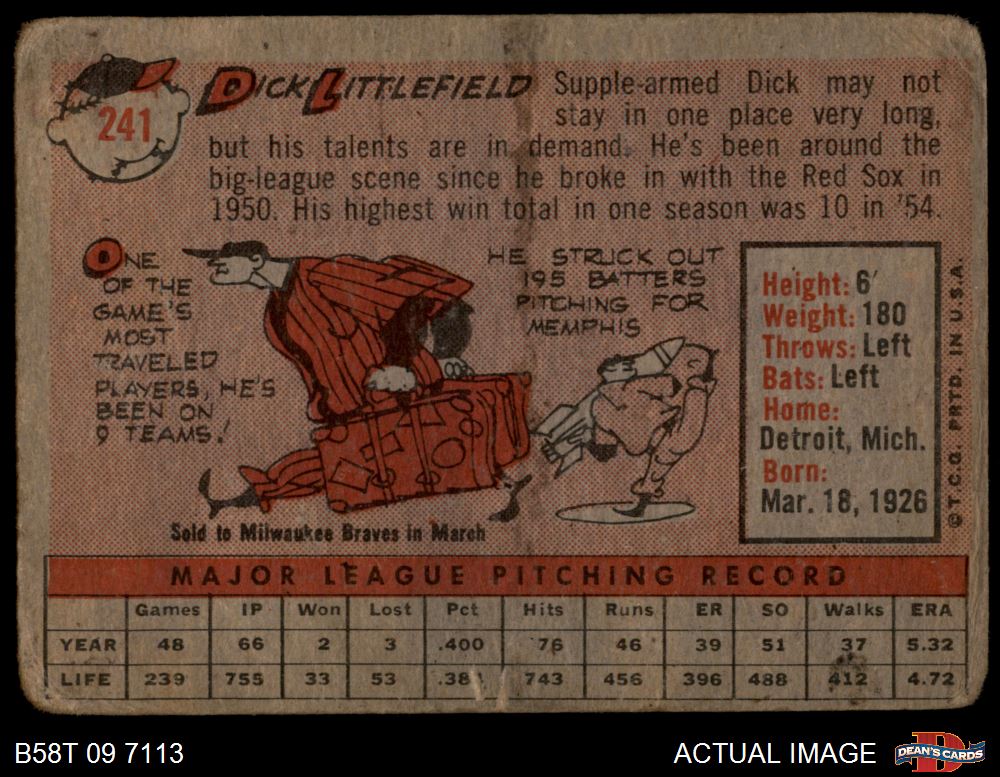 241
DICK LITTLEFIELD
Supple-armed Dick may not
stay in one place very long,
but his talents are in demand. He's been around the
big-league scene since he broke in with the Red Sox in
1950. His highest win total in one season was 10 in '54.
ONE
OF THE
GAME'S
MOST
TRAVELED
PLAYERS, HE'S
BEEN ON
9 TEAMS!
HE STRUCK OUT
195 BATTERS
PITCHING FOR
MEMPHIS
Sold to Milwaukee Braves in March
Height: 6'
Weight: 180
Throws: Left
Bats: Left
Home:
Detroit, Mich.
Born:
Mar. 18, 1926
© T.C.G. PRTD. IN U.S.A.
MAJOR LEAGUE PITCHING RECORD
Games IP Won Lost Pct Hits Runs ER SO Walks ERA
YEAR 48 66 2 3 .400 76 46 39 51 37 5.32
LIFE 239 755 33 53 743 456 396 488 412 4.72
B58T 09 7113
ACTUAL IMAGE
DEAN'S CARDS